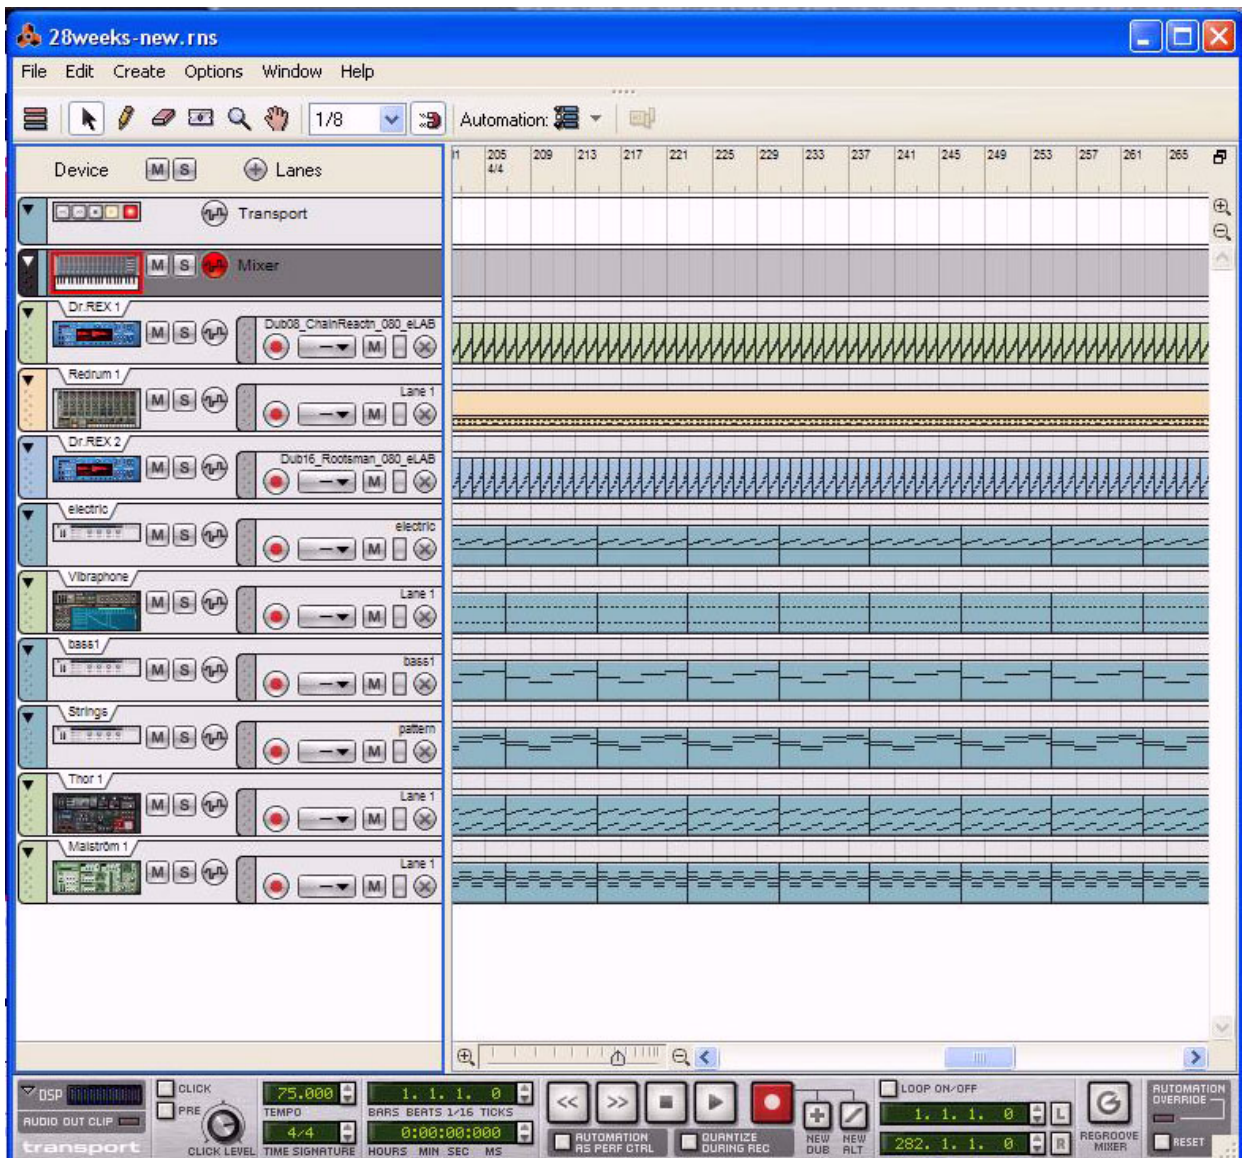 28weeks-new.rns
File Edit Create Options Window Help
1/8 Automation:
Device M S Lanes
205 209 213 217 221 225 229 233 237 241 245 249 253 257 261 265
4/4
Transport
M S Mixer
Dr.REX 1
M S Dub08_ChainReactn_080_eLAB
M
Redrum 1
M S Lane 1
M
Dr.REX 2
M S Dub16_Rootsman_080_eLAB
M
electric
M S electric
M
Vibraphone
M S Lane 1
M
bass1
M S bass1
M
Strings
M S pattern
M
Thor 1
M S Lane 1
M
Malström 1
M S Lane 1
M
DSP
AUDIO OUT CLIP
transport
CLICK
PRE
CLICK LEVEL
75.000
TEMPO
4/4
TIME SIGNATURE
1. 1. 1. 0
BARS BEATS 1/16 TICKS
0:00:00:000
HOURS MIN SEC MS
AUTOMATION AS PERF CTRL
QUANTIZE DURING REC
NEW DUB
NEW ALT
LOOP ON/OFF
1. 1. 1. 0 L
282. 1. 1. 0 R
REGROOVE MIXER
AUTOMATION OVERRIDE
RESET